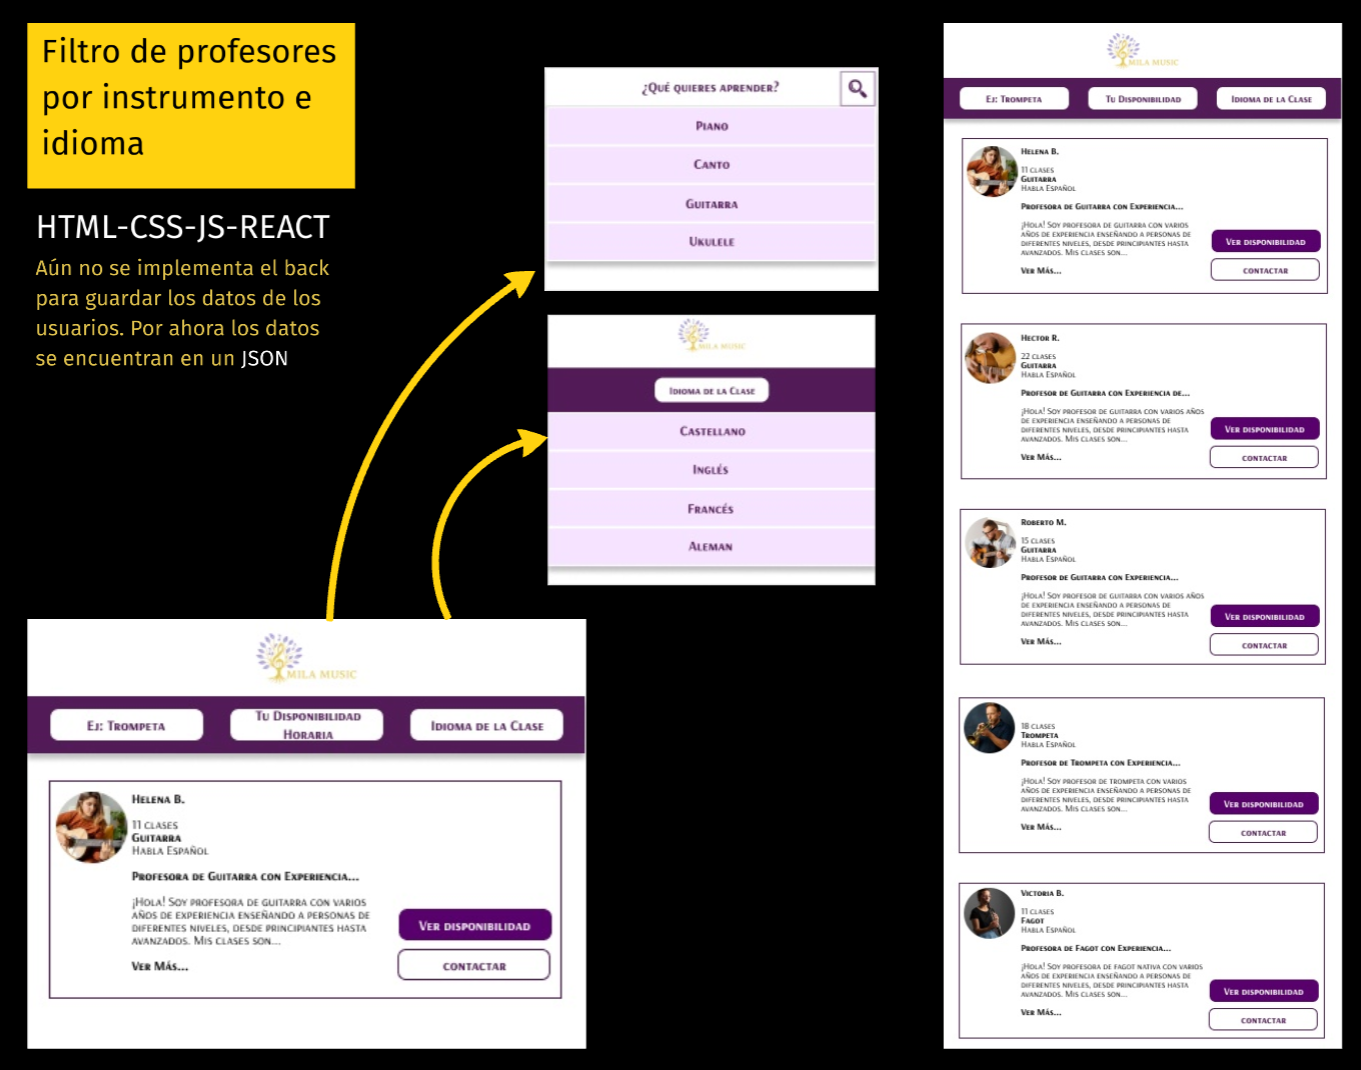 Filtro de profesores
por instrumento e
idioma
HTML-CSS-JS-REACT
Aún no se implementa el back
para guardar los datos de los
usuarios. Por ahora los datos
se encuentran en un JSON
¿Qué quieres aprender?
Piano
Canto
Guitarra
Ukulele
MILA MUSIC
Idioma de la Clase
Castellano
Inglés
Francés
Aleman
MILA MUSIC
Ej: Trompeta
Tu Disponibilidad
Horaria
Idioma de la Clase
Helena B.
11 clases
Guitarra
Habla Español
Profesora de Guitarra con Experiencia...
¡Hola! Soy profesora de guitarra con varios
años de experiencia enseñando a personas de
diferentes niveles, desde principiantes hasta
avanzados. Mis clases son...
Ver Más...
Ver disponibilidad
contactar
MILA MUSIC
Ej: Trompeta
Tu Disponibilidad
Idioma de la Clase
Helena B.
11 clases
Guitarra
Habla Español
Profesora de Guitarra con Experiencia...
¡Hola! Soy profesora de guitarra con varios
años de experiencia enseñando a personas de
diferentes niveles, desde principiantes hasta
avanzados. Mis clases son...
Ver Más...
Ver disponibilidad
contactar
Hector R.
22 clases
Guitarra
Habla Español
Profesor de Guitarra con Experiencia de...
¡Hola! Soy profesor de guitarra con varios años
de experiencia enseñando a personas de
diferentes niveles, desde principiantes hasta
avanzados. Mis clases son...
Ver Más...
Ver disponibilidad
contactar
Roberto M.
15 clases
Guitarra
Habla Español
Profesor de Guitarra con Experiencia...
¡Hola! Soy profesor de guitarra con varios años
de experiencia enseñando a personas de
diferentes niveles, desde principiantes hasta
avanzados. Mis clases son...
Ver Más...
Ver disponibilidad
contactar
18 clases
Trompeta
Habla Español
Profesor de Trompeta con Experiencia...
¡Hola! Soy profesor de trompeta con varios
años de experiencia enseñando a personas de
diferentes niveles, desde principiantes hasta
avanzados. Mis clases son...
Ver Más...
Ver disponibilidad
contactar
Victoria B.
11 clases
Fagot
Habla Español
Profesora de Fagot con Experiencia...
¡Hola! Soy profesora de fagot nativa con varios
años de experiencia enseñando a personas de
diferentes niveles, desde principiantes hasta
avanzados. Mis clases son...
Ver Más...
Ver disponibilidad
contactar